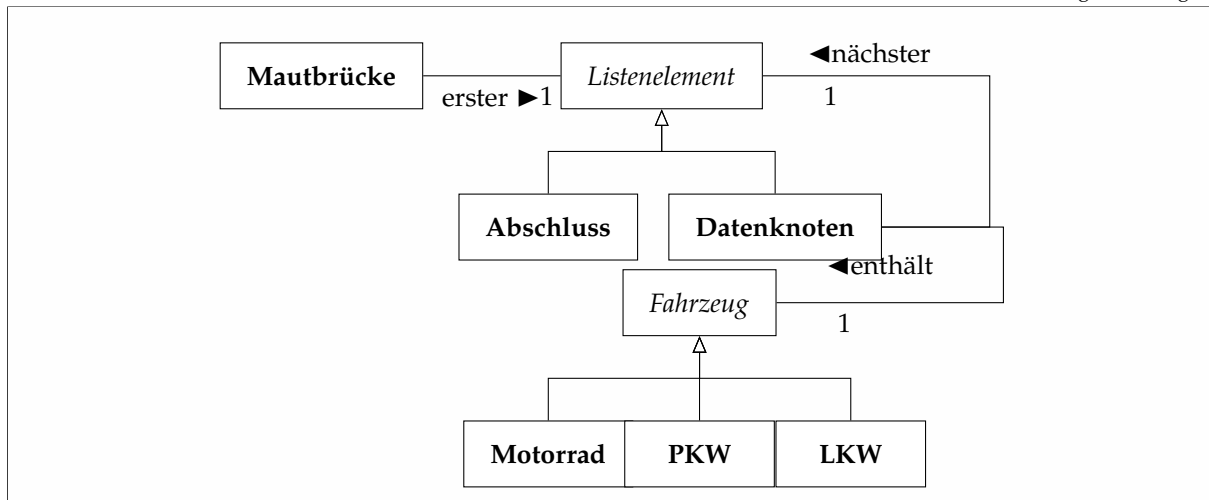 ◄nächster
Mautbrücke
Listenelement
erster ►1
1
Abschluss
Datenknoten
◄enthält
Fahrzeug
1
Motorrad
PKW
LKW